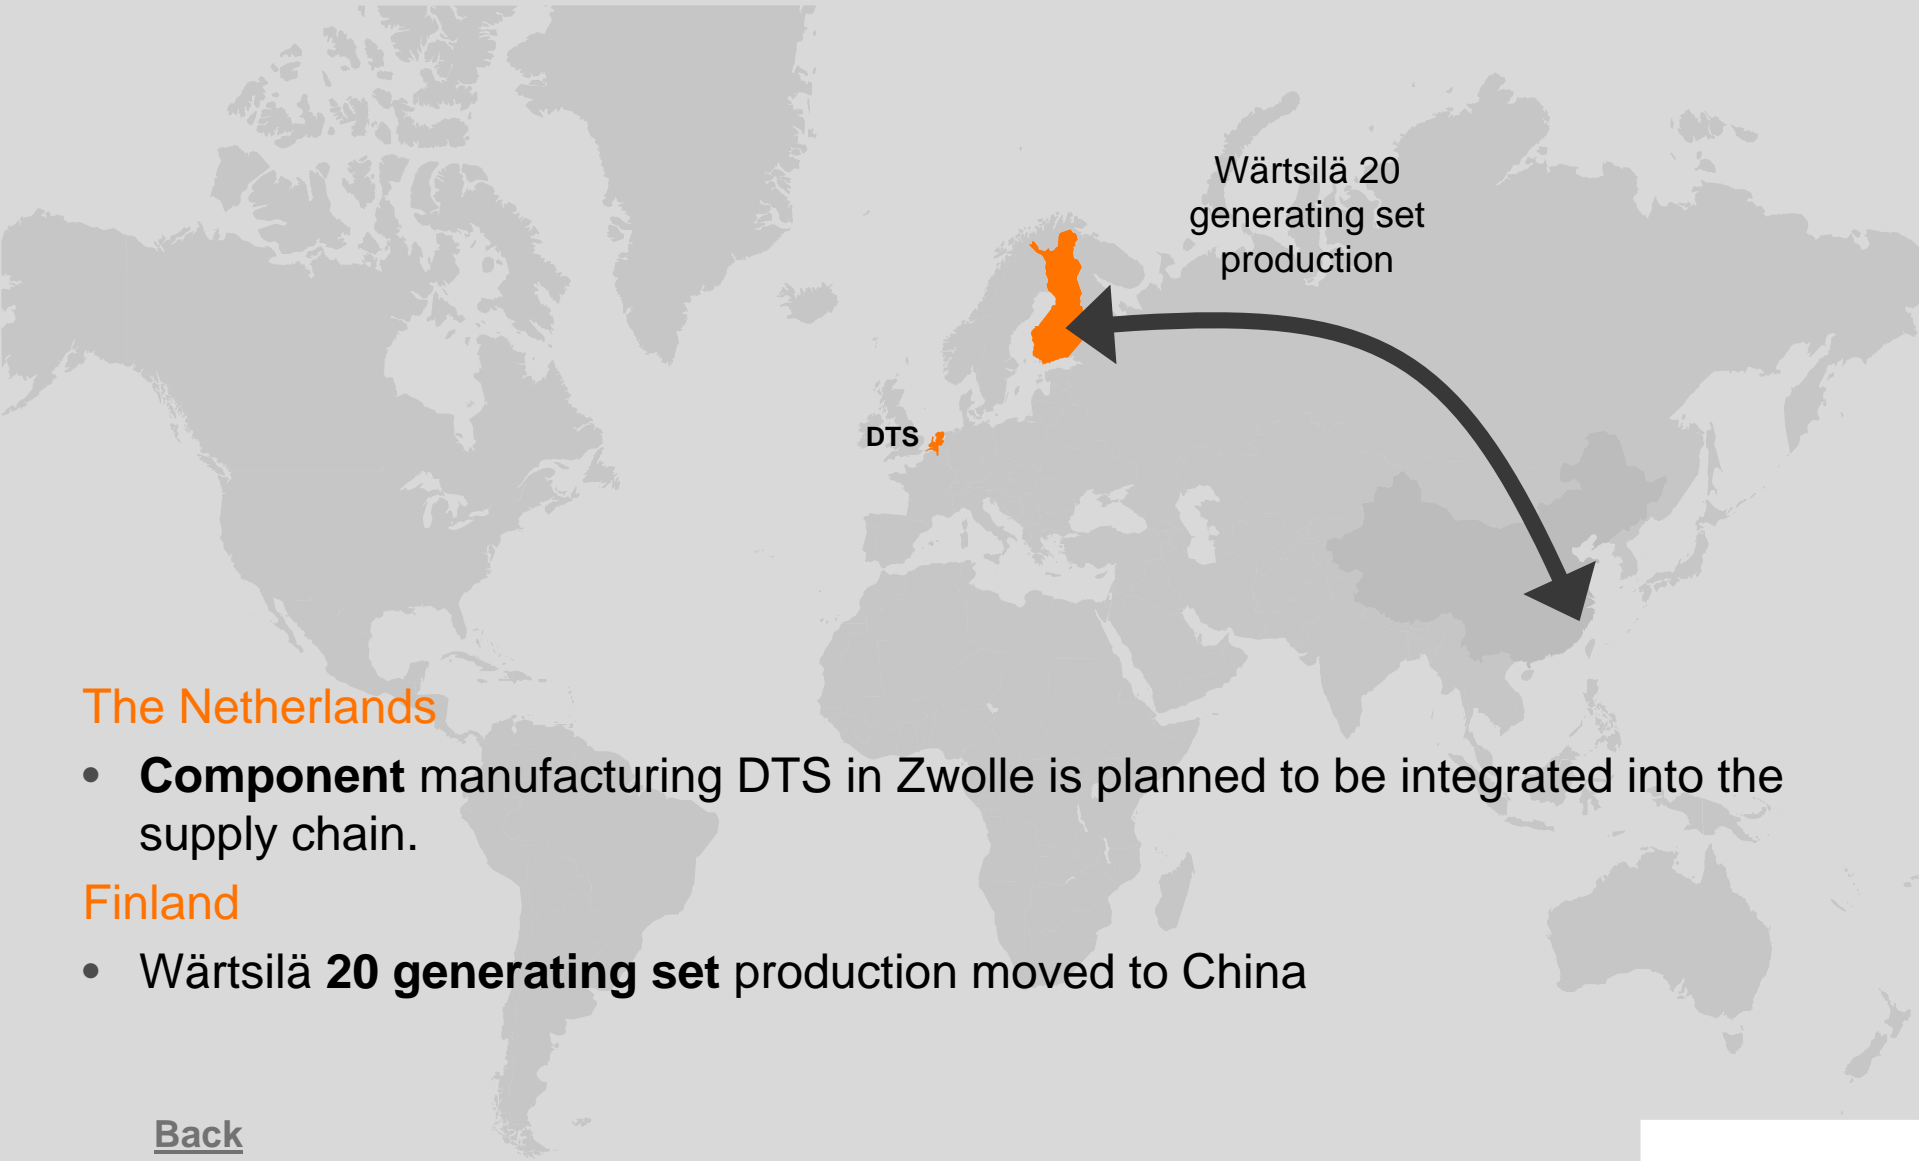 Wärtsilä 20
generating set
production
DTS
The Netherlands
• Component manufacturing DTS in Zwolle is planned to be integrated into the
supply chain.
Finland
• Wärtsilä 20 generating set production moved to China
Back